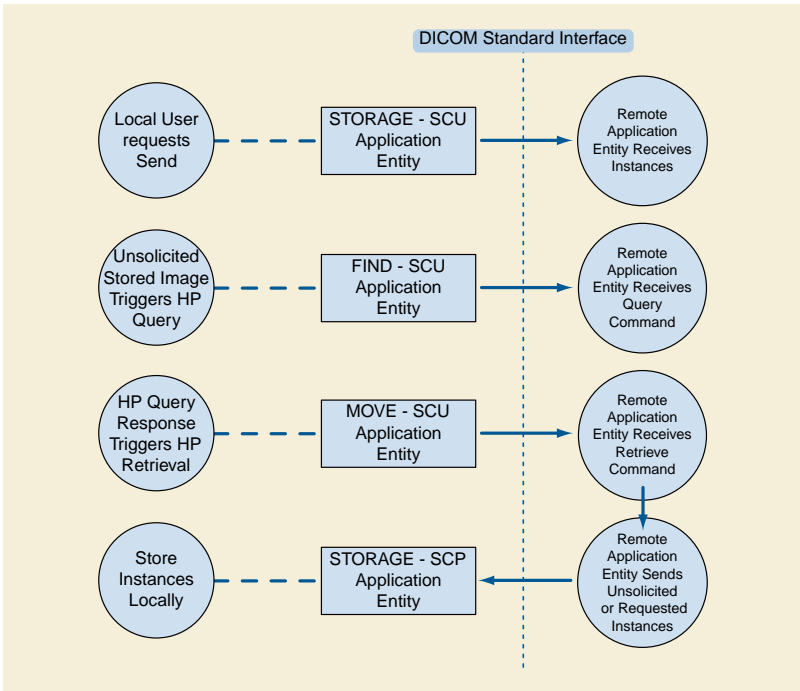 DICOM Standard Interface
Local User
requests
Send
STORAGE - SCU
Application
Entity
Remote
Application
Entity Receives
Instances
Unsolicited
Stored Image
Triggers HP
Query
FIND - SCU
Application
Entity
Remote
Application
Entity Receives
Query
Command
HP Query
Response
Triggers HP
Retrieval
MOVE - SCU
Application
Entity
Remote
Application
Entity Receives
Retrieve
Command
Store
Instances
Locally
STORAGE - SCP
Application
Entity
Remote
Application
Entity Sends
Unsolicited
or Requested
Instances